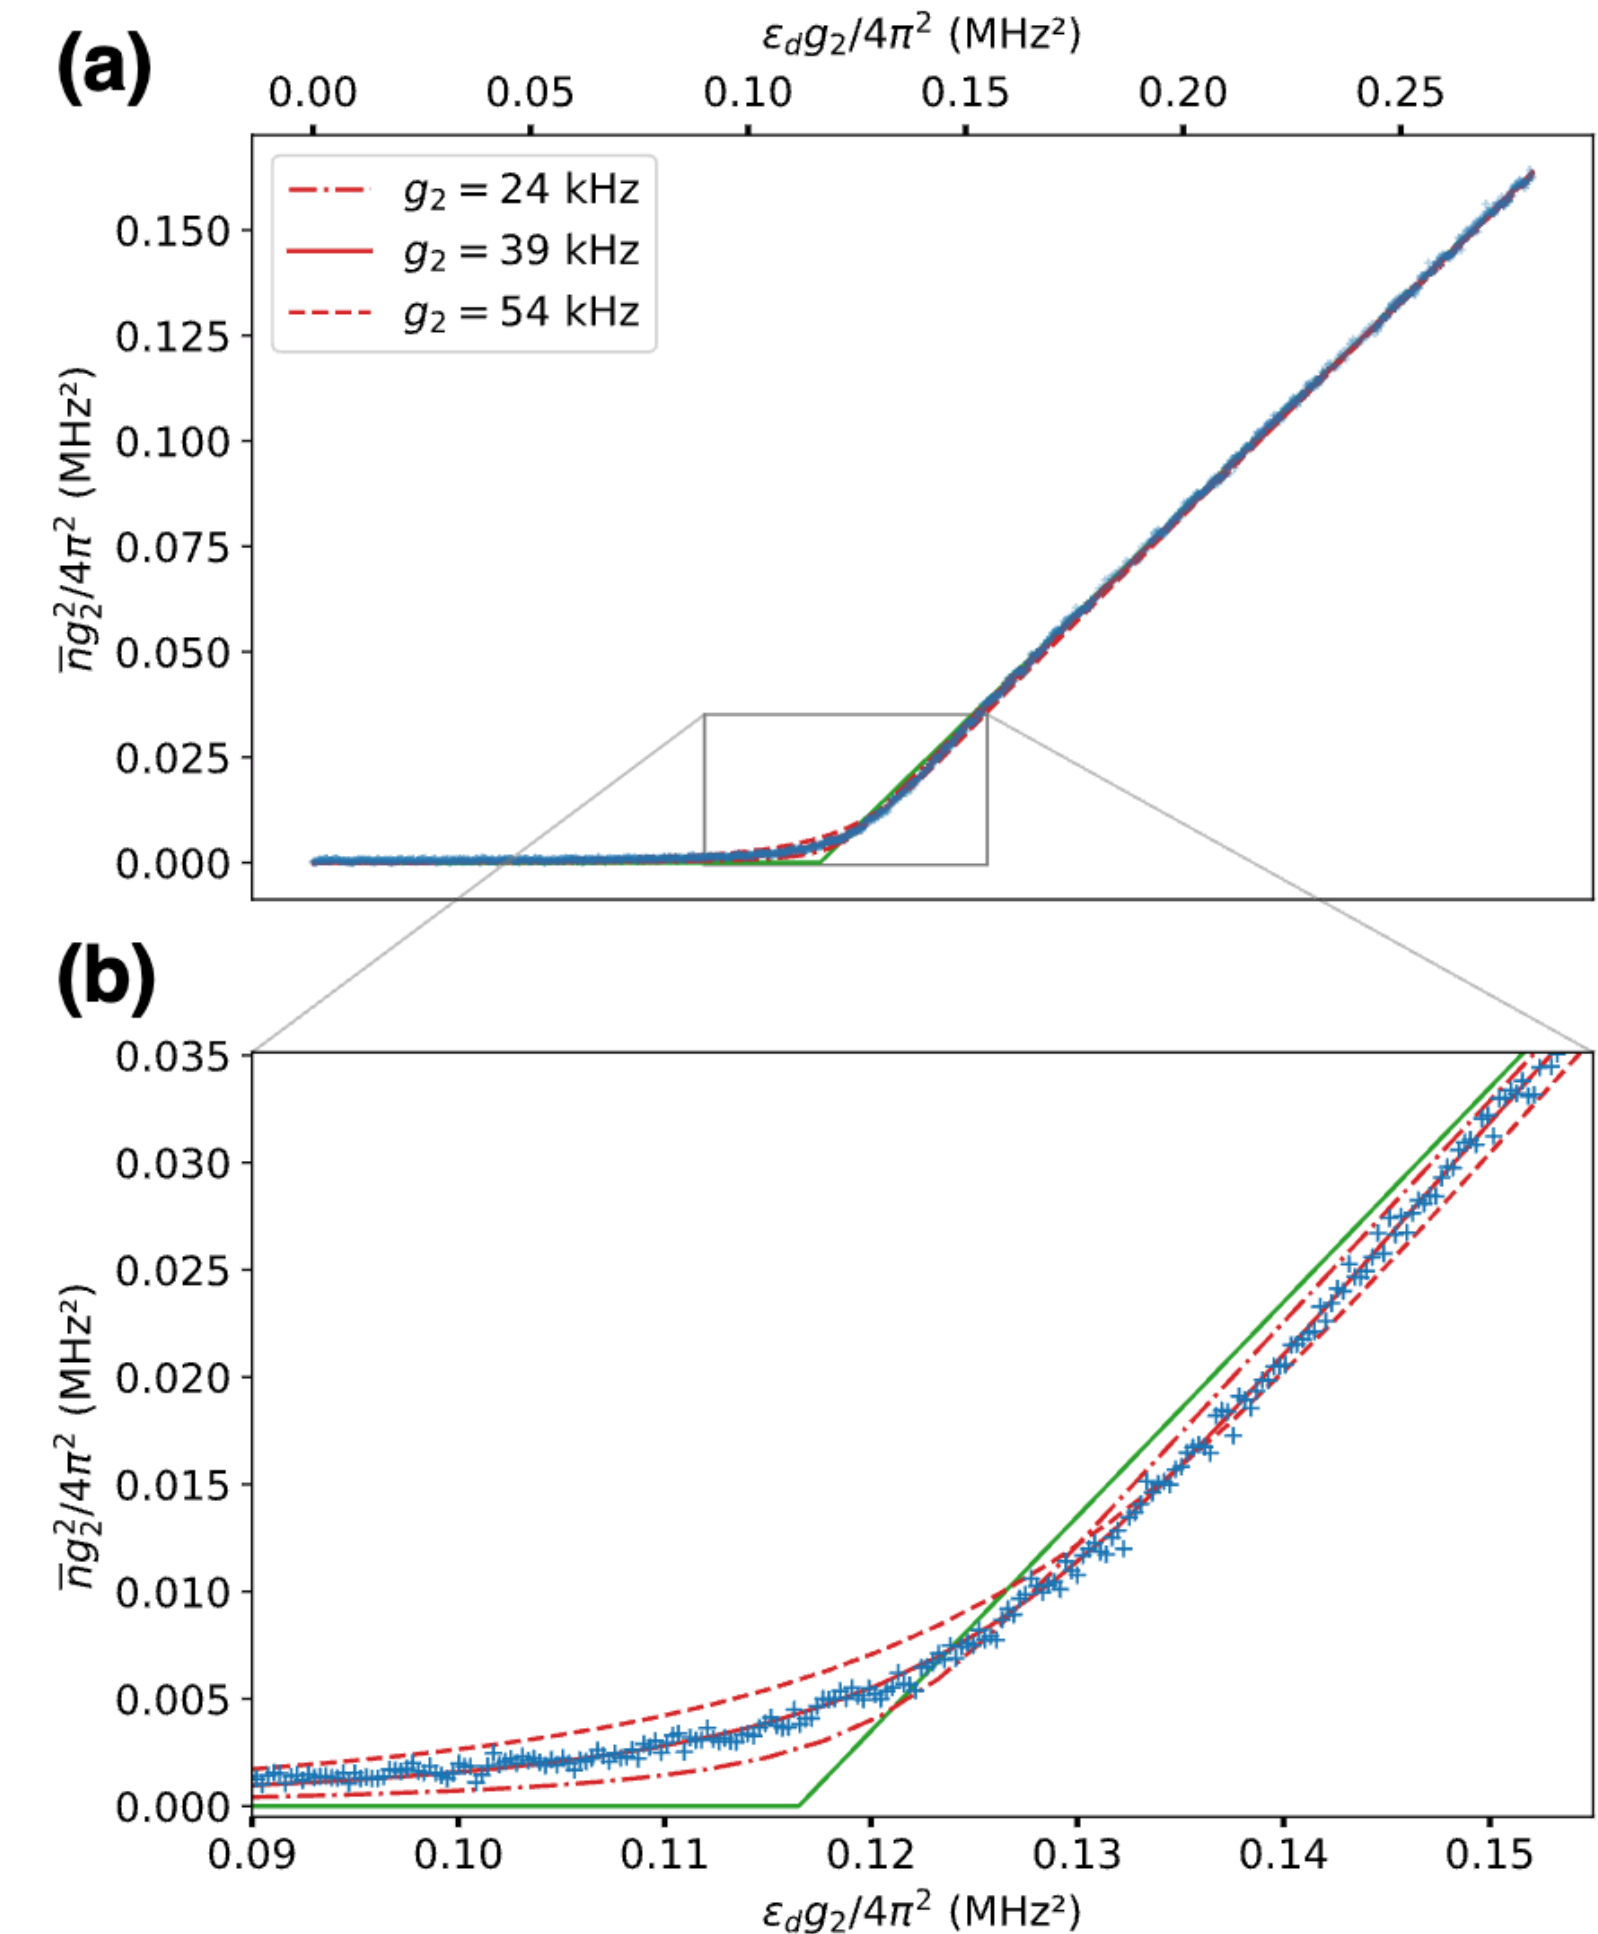 (a)
ε_d g_2/4π² (MHz²)
0.00 0.05 0.10 0.15 0.20 0.25
g_2 = 24 kHz
g_2 = 39 kHz
g_2 = 54 kHz
0.150
0.125
0.100
0.075
0.050
0.025
0.000
n̅g_2²/4π² (MHz²)
(b)
0.035
0.030
0.025
0.020
0.015
0.010
0.005
0.000
n̅g_2²/4π² (MHz²)
0.09 0.10 0.11 0.12 0.13 0.14 0.15
ε_d g_2/4π² (MHz²)